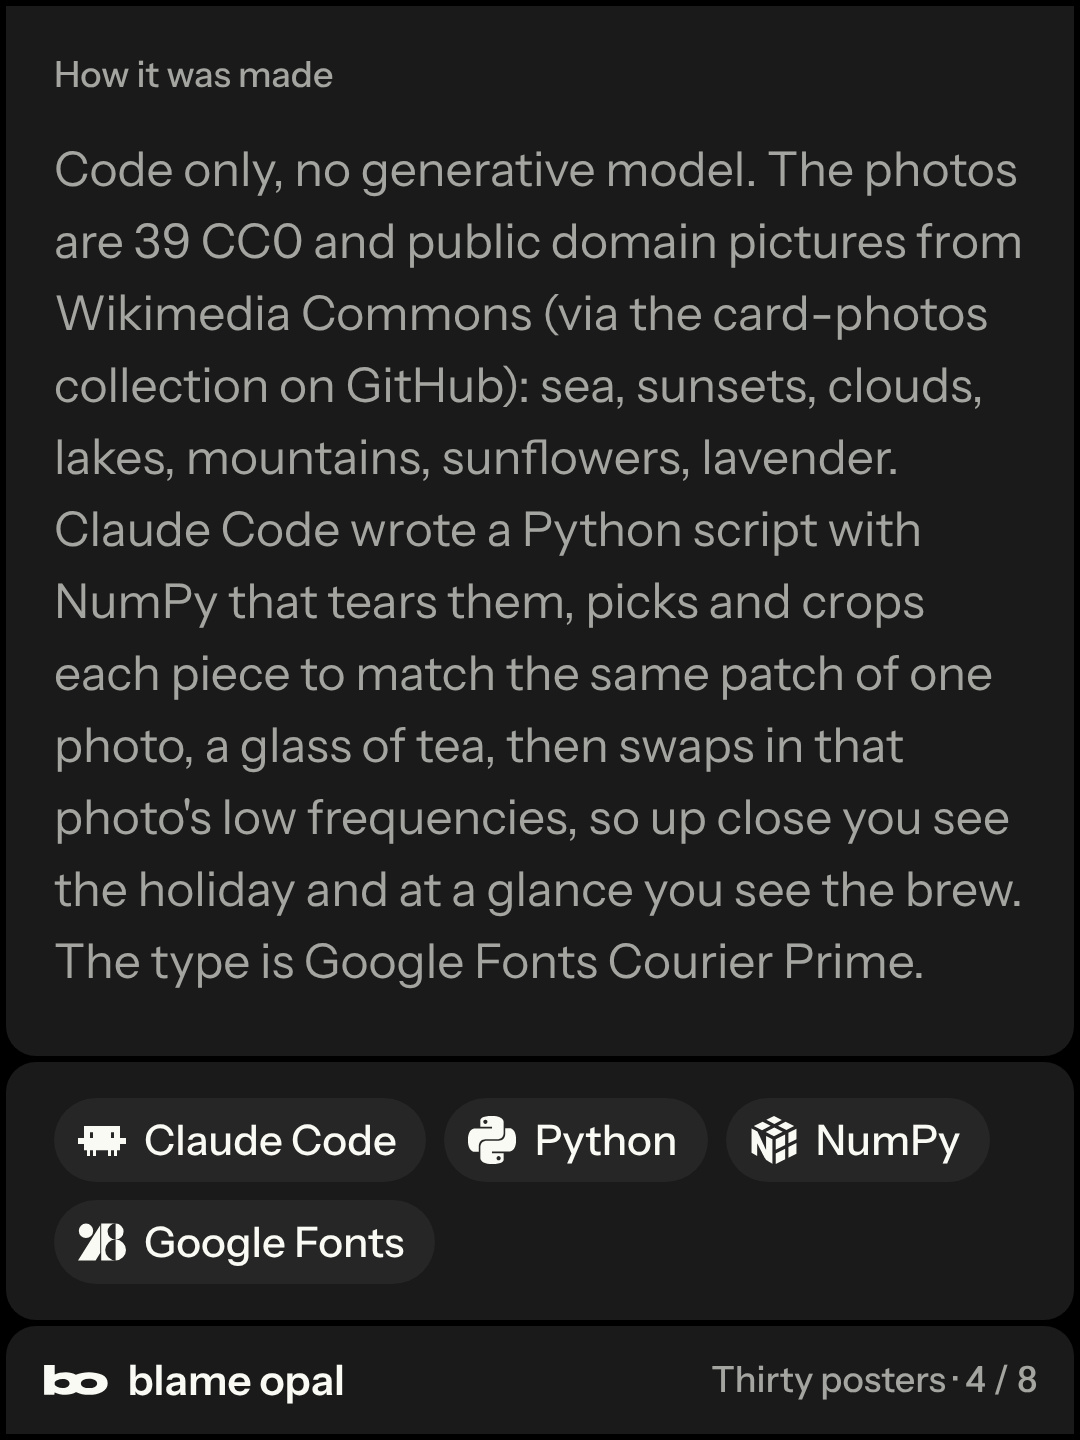 How it was made
Code only, no generative model. The photos
are 39 CC0 and public domain pictures from
Wikimedia Commons (via the card-photos
collection on GitHub): sea, sunsets, clouds,
lakes, mountains, sunflowers, lavender.
Claude Code wrote a Python script with
NumPy that tears them, picks and crops
each piece to match the same patch of one
photo, a glass of tea, then swaps in that
photo's low frequencies, so up close you see
the holiday and at a glance you see the brew.
The type is Google Fonts Courier Prime.
Claude Code Python NumPy
Google Fonts
bo blame opal Thirty posters · 4 / 8